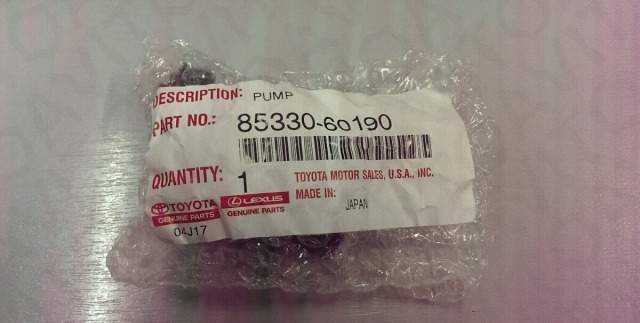 DESCRIPTION: PUMP
PART NO.: 85330-60190
QUANTITY: 1
TOYOTA MOTOR SALES, U.S.A., INC.
MADE IN: JAPAN
TOYOTA
GENUINE PARTS
LEXUS
GENUINE PARTS
04J17